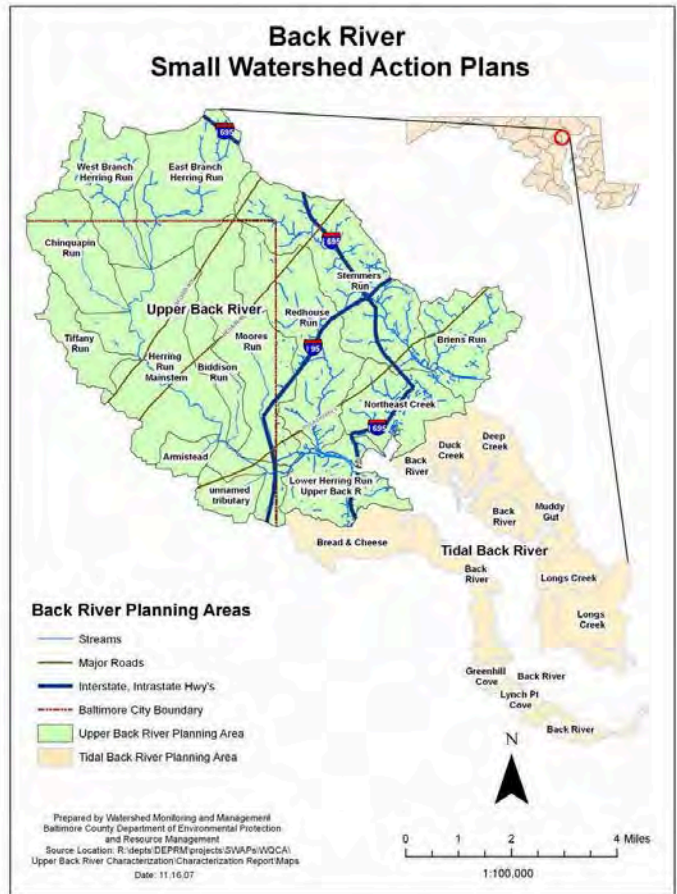 Back River
Small Watershed Action Plans
695
West Branch
Herring Run
East Branch
Herring Run
Chinquapin
Run
695
Stemmers
Run
Upper Back River
Redhouse
Run
Moores
Run
Briens Run
Tiffany
Run
Herring
Run
Mainstem
Biddison
Run
I 95
Northeast Creek
695
Armistead
unnamed
tributary
Lower Herring Run
Upper Back R
Back
River
Duck
Creek
Deep
Creek
Back
River
Muddy
Gut
Bread & Cheese
Tidal Back River
Back
River
Longs Creek
Longs
Creek
Greenhill
Cove
Back River
Lynch Pt
Cove
Back River
Back River Planning Areas
Streams
Major Roads
Interstate, Intrastate Hwy's
Baltimore City Boundary
Upper Back River Planning Area
Tidal Back River Planning Area
N
Prepared by Watershed Monitoring and Management
Baltimore County Department of Environmental Protection
and Resource Management
Source Location: R:\depts\DEPRM\projects\SWAPs\WQCA\
Upper Back River Characterization\Characterization Report\Maps
Date: 11.16.07
0 1 2 4 Miles
1:100,000